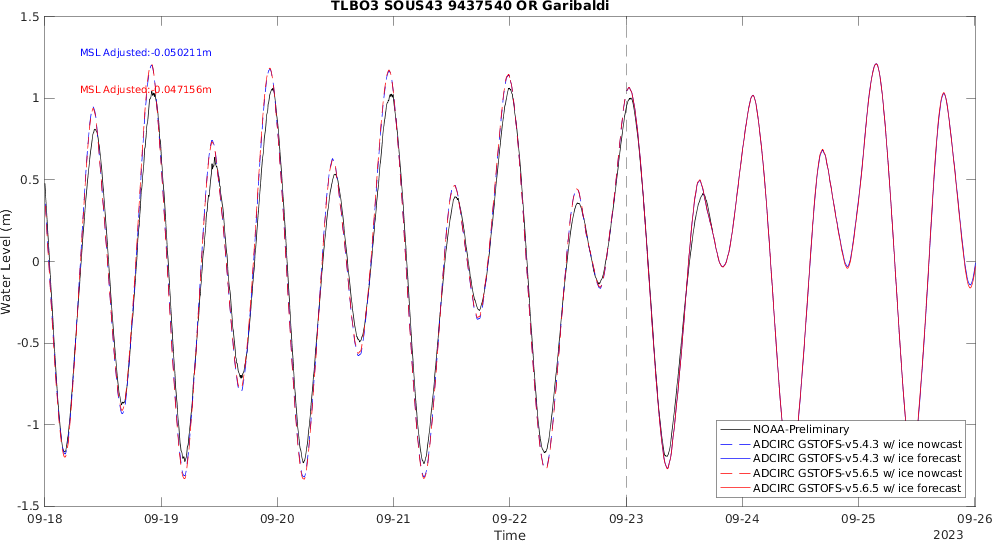 TLBO3 SOUS43 9437540 OR Garibaldi
1.5
MSL Adjusted:-0.050211m
MSL Adjusted:-0.047156m
1
0.5
0
-0.5
-1
-1.5
Water Level (m)
NOAA-Preliminary
ADCIRC GSTOFS-v5.4.3 w/ ice nowcast
ADCIRC GSTOFS-v5.4.3 w/ ice forecast
ADCIRC GSTOFS-v5.6.5 w/ ice nowcast
ADCIRC GSTOFS-v5.6.5 w/ ice forecast
09-18 09-19 09-20 09-21 09-22 09-23 09-24 09-25 09-26
Time
2023